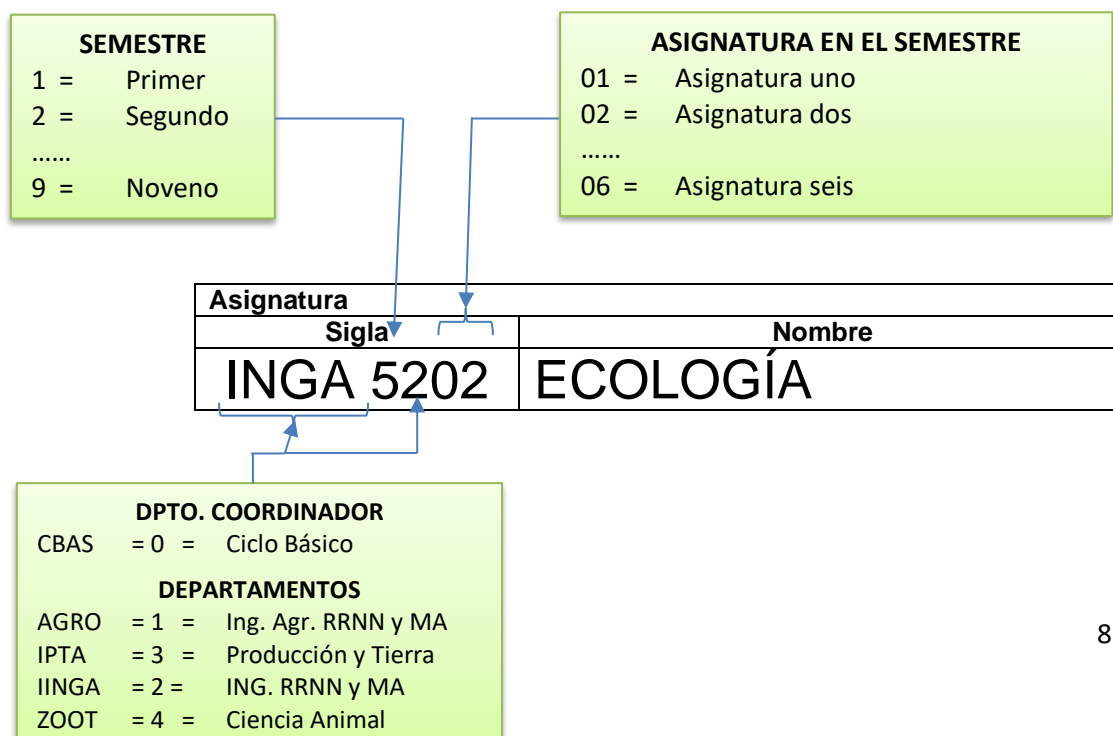 SEMESTRE
1 = Primer
2 = Segundo
……
9 = Noveno
ASIGNATURA EN EL SEMESTRE
01 = Asignatura uno
02 = Asignatura dos
……
06 = Asignatura seis
Asignatura
Sigla Nombre
INGA 5202 ECOLOGÍA
DPTO. COORDINADOR
CBAS = 0 = Ciclo Básico
DEPARTAMENTOS
AGRO = 1 = Ing. Agr. RRNN y MA
IPTA = 3 = Producción y Tierra
IINGA = 2 = ING. RRNN y MA
ZOOT = 4 = Ciencia Animal
8